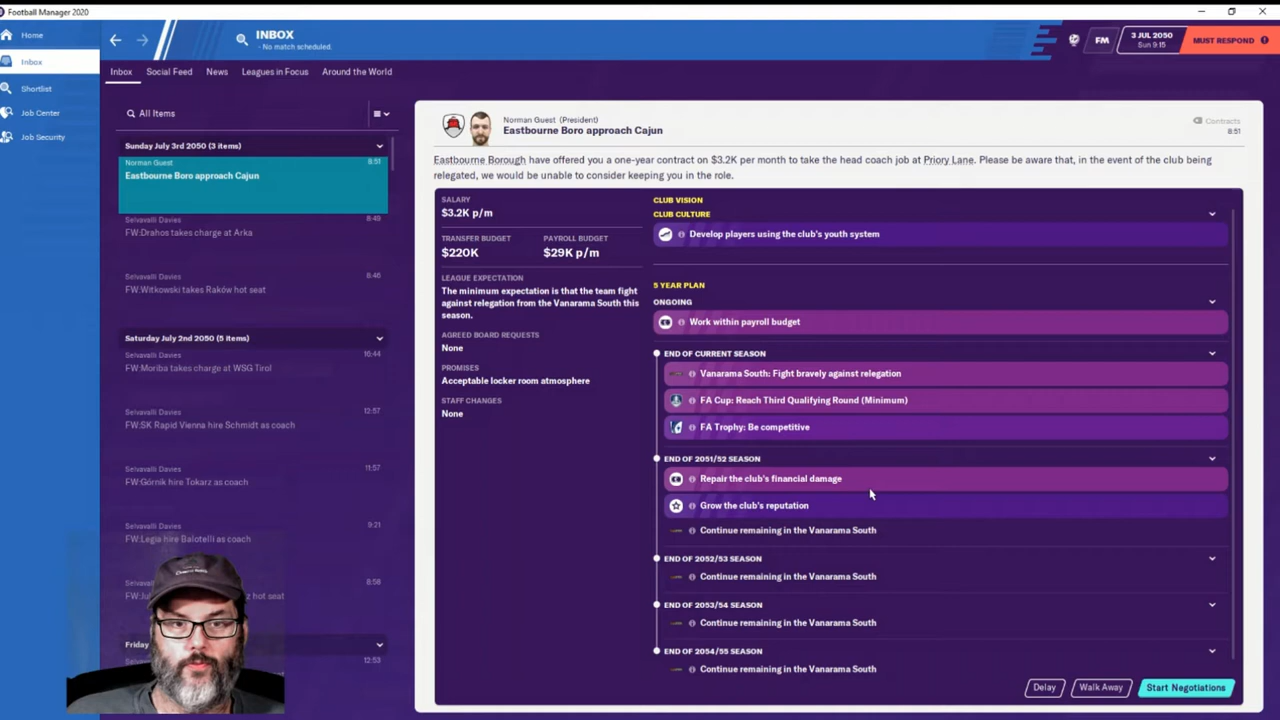 Football Manager 2020
Home
Inbox
Shortlist
Job Center
Job Security
INBOX
- No match scheduled.
FM
3 JUL 2050
Sun 9:15
MUST RESPOND
Inbox
Social Feed
News
Leagues in Focus
Around the World
All Items
Sunday July 3rd 2050 (3 items)
Norman Guest
8:51
Eastbourne Boro approach Cajun
Selvavalli Davies
8:49
FW:Drahos takes charge at Arka
Selvavalli Davies
8:46
FW:Witkowski takes Raków hot seat
Saturday July 2nd 2050 (5 items)
Selvavalli Davies
16:44
FW:Moriba takes charge at WSG Tirol
Selvavalli Davies
12:57
FW:SK Rapid Vienna hire Schmidt as coach
Selvavalli Davies
11:57
FW:Górnik hire Tokarz as coach
Selvavalli Davies
9:21
FW:Legia hire Balotelli as coach
8:58
hot seat
Friday
12:53
Norman Guest (President)
Eastbourne Boro approach Cajun
Contracts
8:51
Eastbourne Borough have offered you a one-year contract on $3.2K per month to take the head coach job at Priory Lane. Please be aware that, in the event of the club being
relegated, we would be unable to consider keeping you in the role.
SALARY
$3.2K p/m
TRANSFER BUDGET
$220K
PAYROLL BUDGET
$29K p/m
LEAGUE EXPECTATION
The minimum expectation is that the team fight
against relegation from the Vanarama South this
season.
AGREED BOARD REQUESTS
None
PROMISES
Acceptable locker room atmosphere
STAFF CHANGES
None
CLUB VISION
CLUB CULTURE
Develop players using the club's youth system
5 YEAR PLAN
ONGOING
Work within payroll budget
END OF CURRENT SEASON
Vanarama South: Fight bravely against relegation
FA Cup: Reach Third Qualifying Round (Minimum)
FA Trophy: Be competitive
END OF 2051/52 SEASON
Repair the club's financial damage
Grow the club's reputation
Continue remaining in the Vanarama South
END OF 2052/53 SEASON
Continue remaining in the Vanarama South
END OF 2053/54 SEASON
Continue remaining in the Vanarama South
END OF 2054/55 SEASON
Continue remaining in the Vanarama South
Delay
Walk Away
Start Negotiations